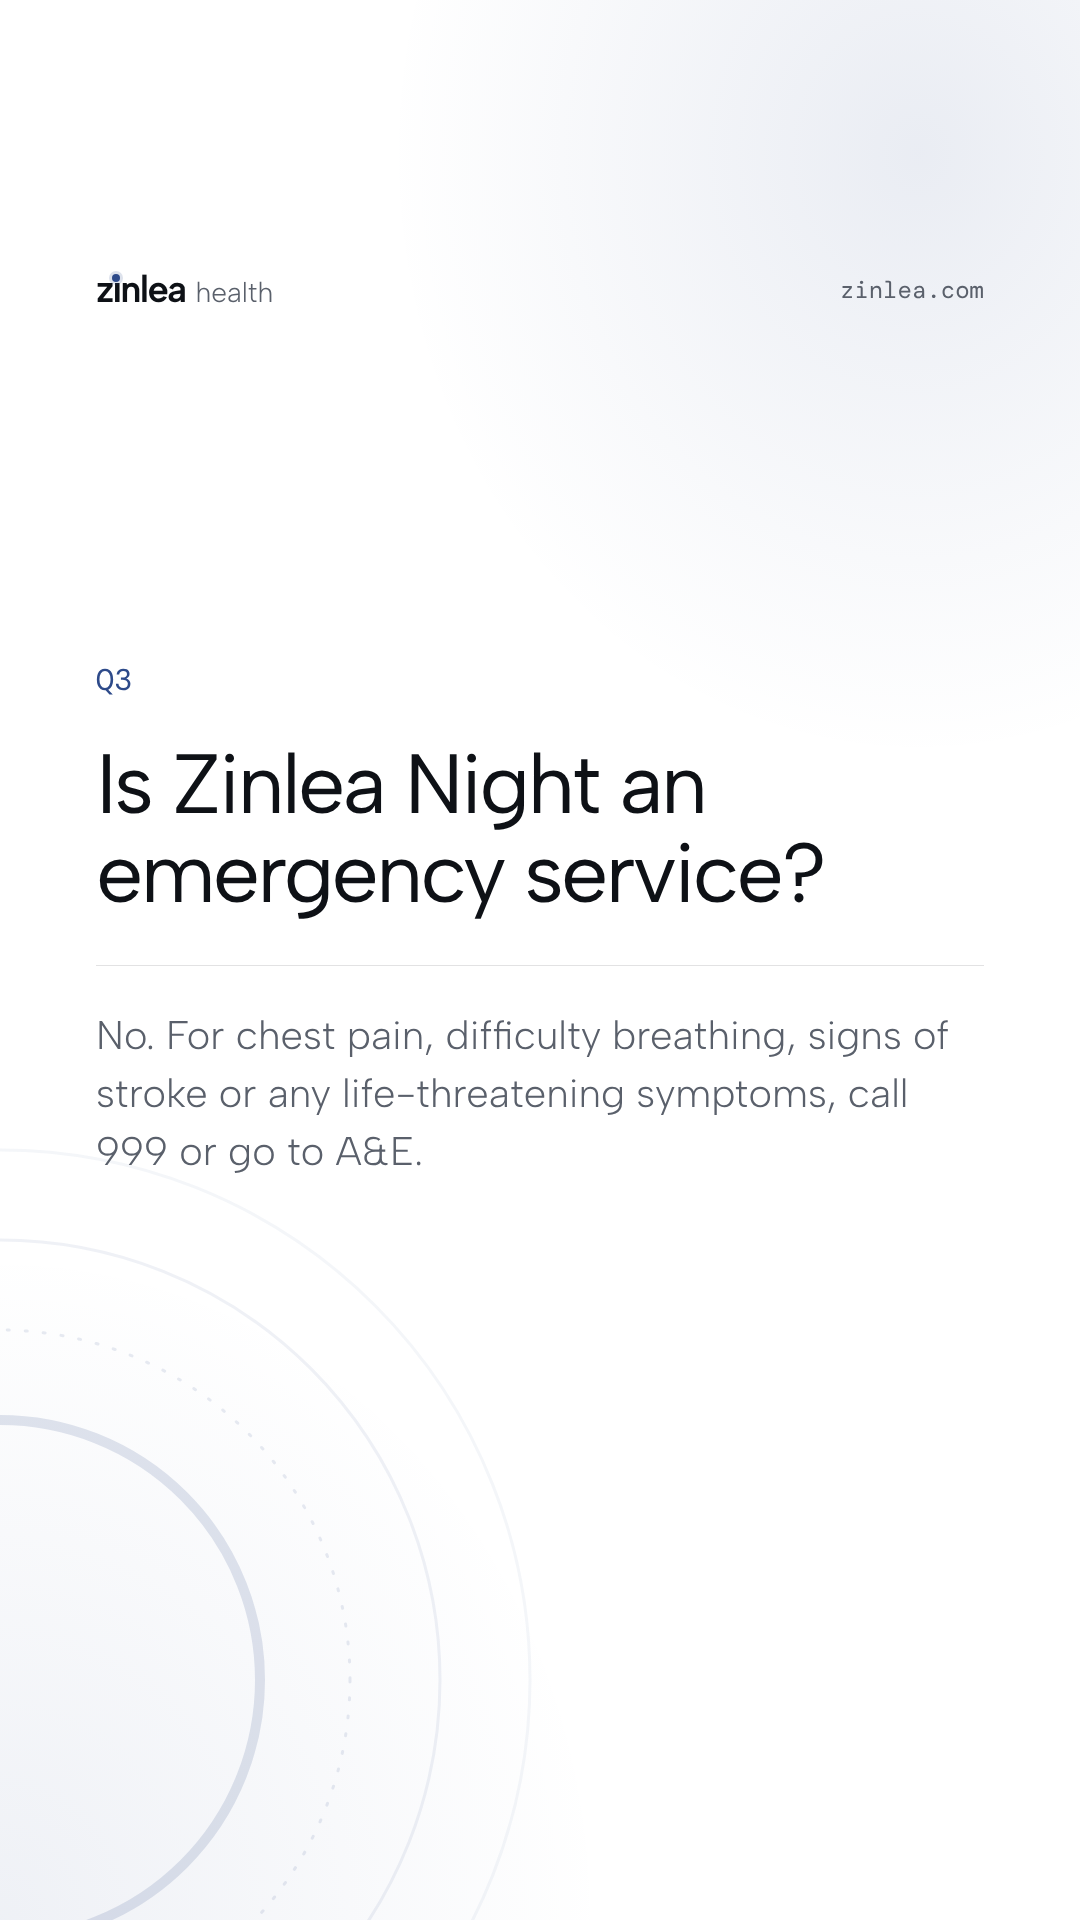 zinlea health
zinlea.com
Q3
Is Zinlea Night an
emergency service?
No. For chest pain, difficulty breathing, signs of
stroke or any life-threatening symptoms, call
999 or go to A&E.